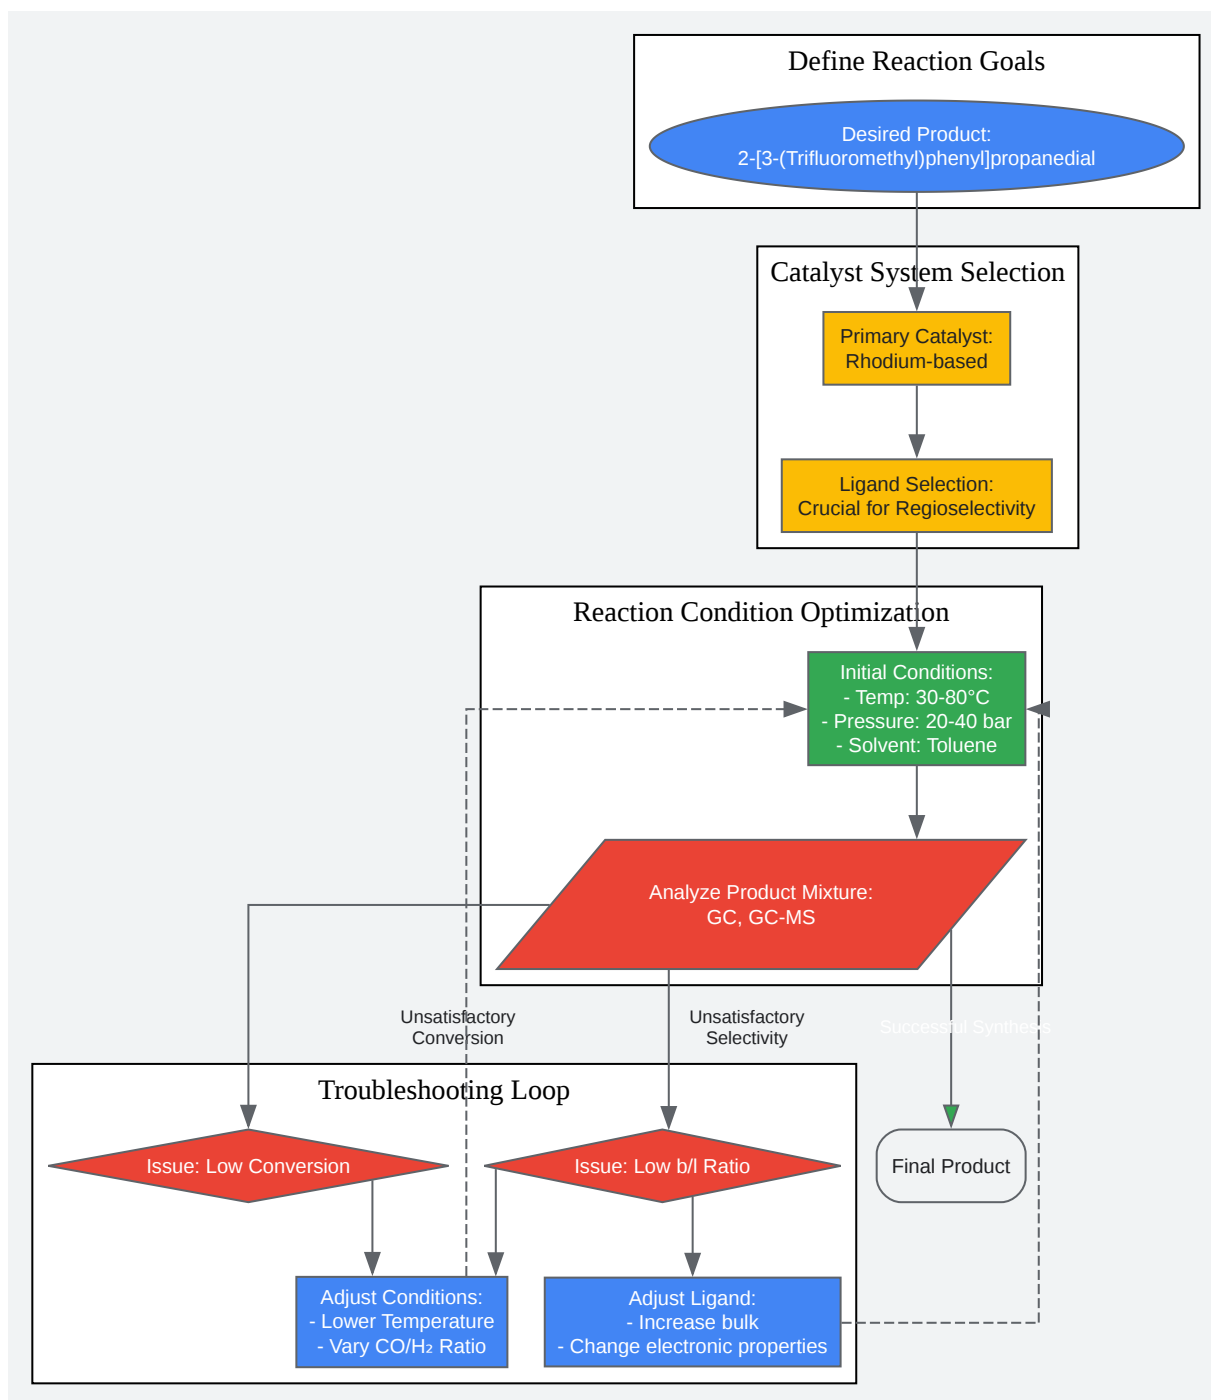 Define Reaction Goals
Desired Product:
2-[3-(Trifluoromethyl)phenyl]propanedial
Catalyst System Selection
Primary Catalyst:
Rhodium-based
Ligand Selection:
Crucial for Regioselectivity
Reaction Condition Optimization
Initial Conditions:
- Temp: 30-80°C
- Pressure: 20-40 bar
- Solvent: Toluene
Analyze Product Mixture:
GC, GC-MS
Unsatisfactory
Conversion
Unsatisfactory
Selectivity
Successful Synthesis
Troubleshooting Loop
Issue: Low Conversion
Issue: Low b/l Ratio
Final Product
Adjust Conditions:
- Lower Temperature
- Vary CO/H₂ Ratio
Adjust Ligand:
- Increase bulk
- Change electronic properties